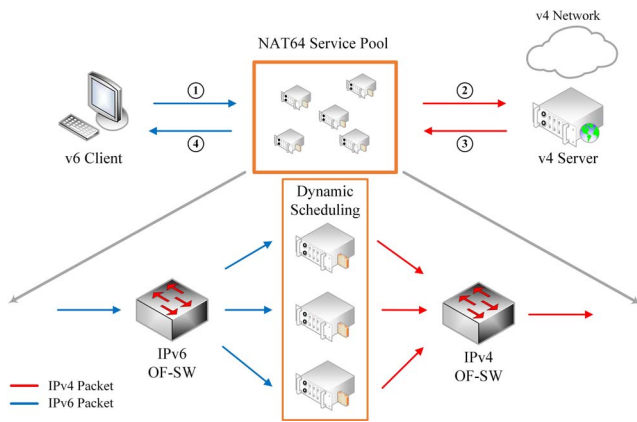 v4 Network
NAT64 Service Pool
①
②
④
③
v6 Client
v4 Server
Dynamic
Scheduling
IPv6
OF-SW
IPv4
OF-SW
IPv4 Packet
IPv6 Packet